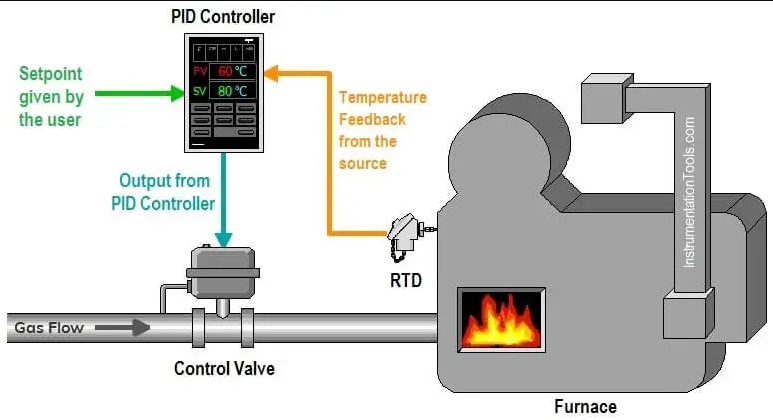 PID Controller
Setpoint
given by
the user
PV 60 °C
SV 80 °C
Temperature
Feedback
from the
source
Output from
PID Controller
RTD
Gas Flow
Control Valve
Furnace
InstrumentationTools.com